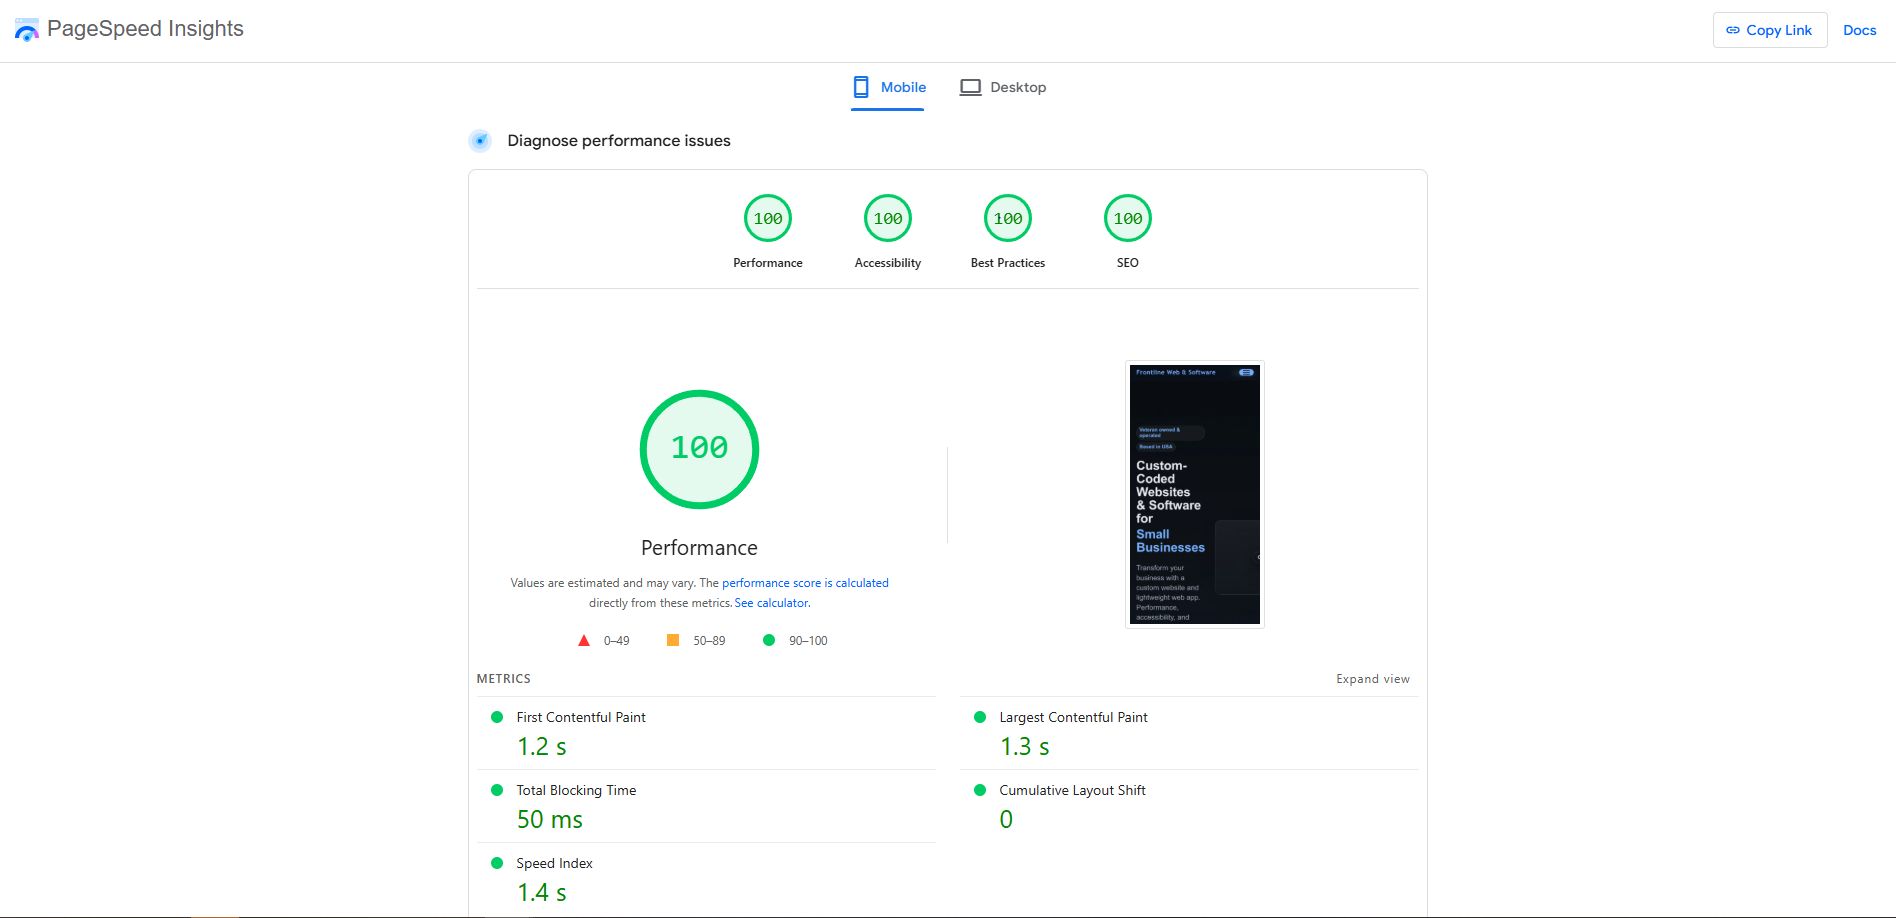 PageSpeed Insights
Copy Link
Docs
Mobile
Desktop
Diagnose performance issues
100
100
100
100
Performance
Accessibility
Best Practices
SEO
100
Performance
Values are estimated and may vary. The performance score is calculated
directly from these metrics. See calculator.
0–49
50–89
90–100
Frontline Web & Software
Veteran owned &
operated
Based in USA
Custom-
Coded
Websites
& Software
for
Small
Businesses
Transform your
business with a
custom website and
lightweight web app.
Performance,
accessibility, and
METRICS
Expand view
First Contentful Paint
1.2 s
Largest Contentful Paint
1.3 s
Total Blocking Time
50 ms
Cumulative Layout Shift
0
Speed Index
1.4 s